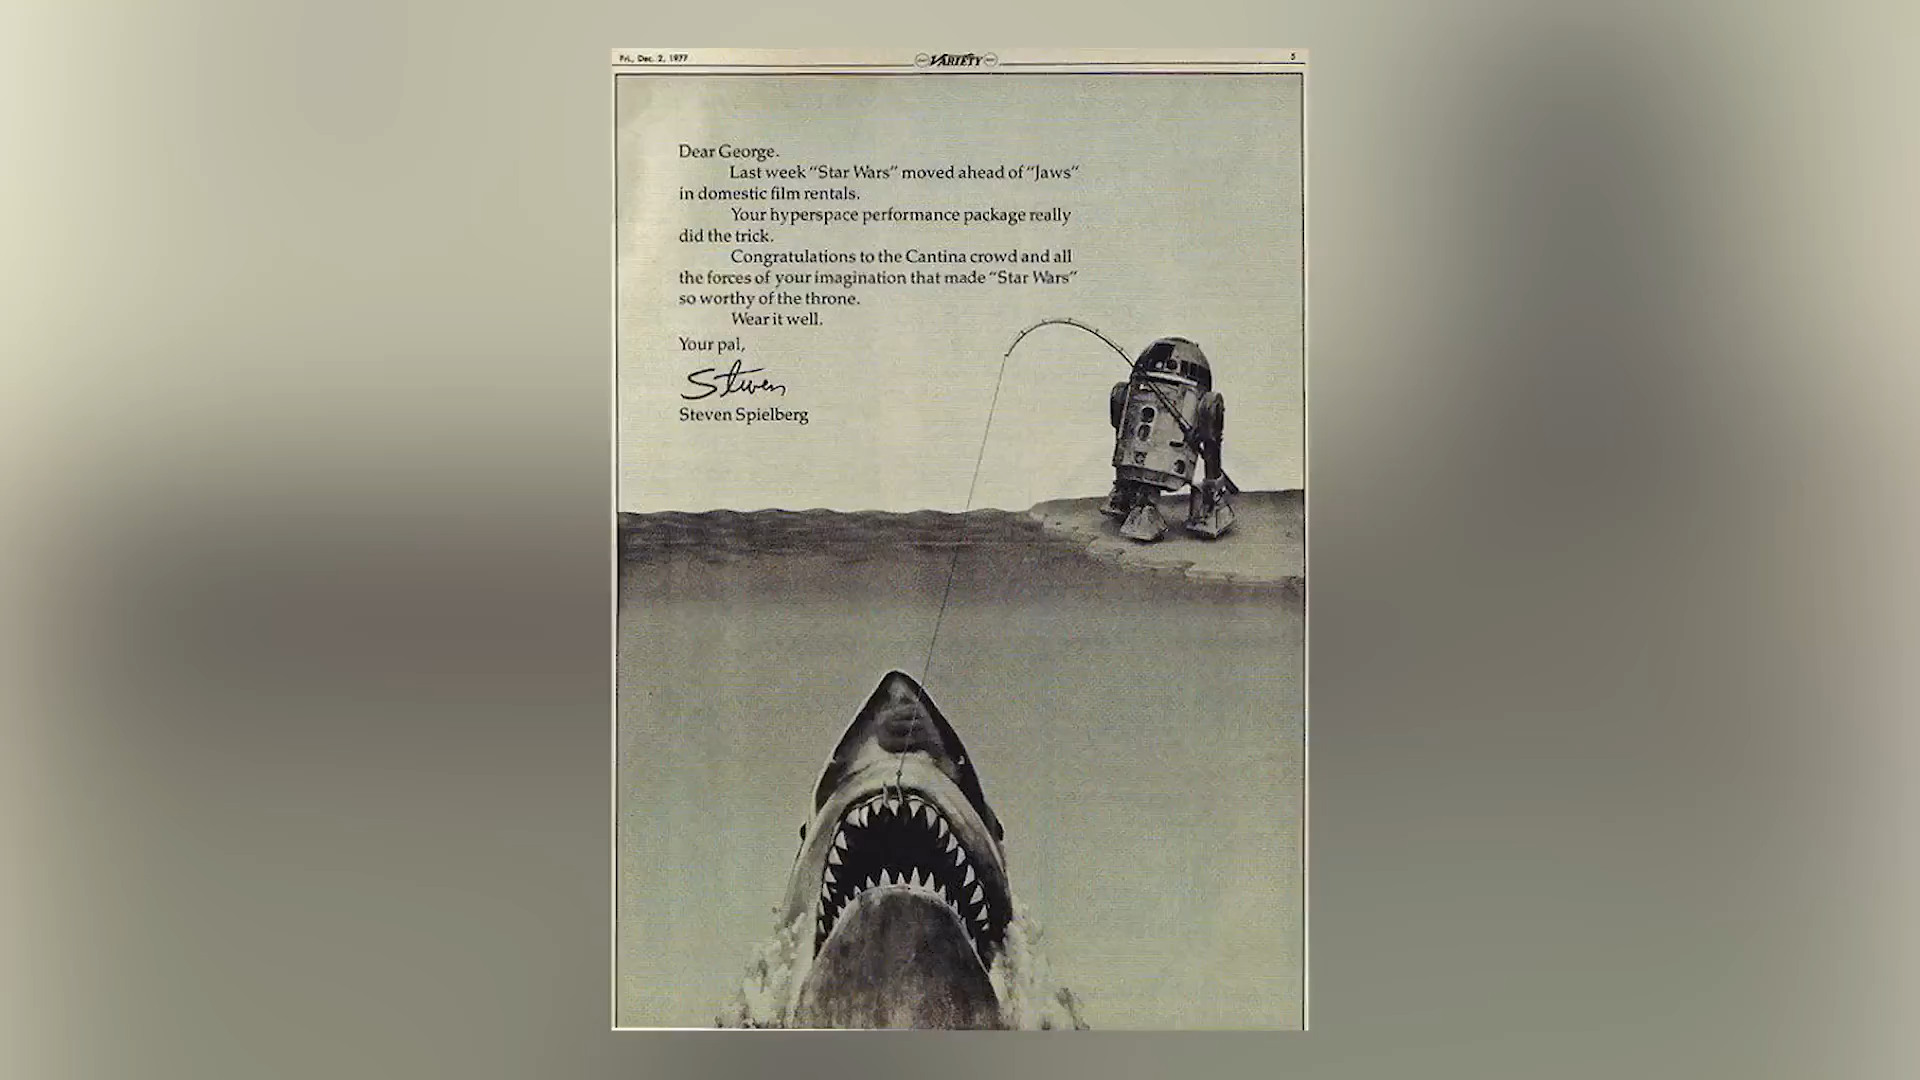 Fri., Dec. 2, 1977 VARIETY 5
Dear George.
Last week "Star Wars" moved ahead of "Jaws"
in domestic film rentals.
Your hyperspace performance package really
did the trick.
Congratulations to the Cantina crowd and all
the forces of your imagination that made "Star Wars"
so worthy of the throne.
Wear it well.
Your pal,
Steven
Steven Spielberg